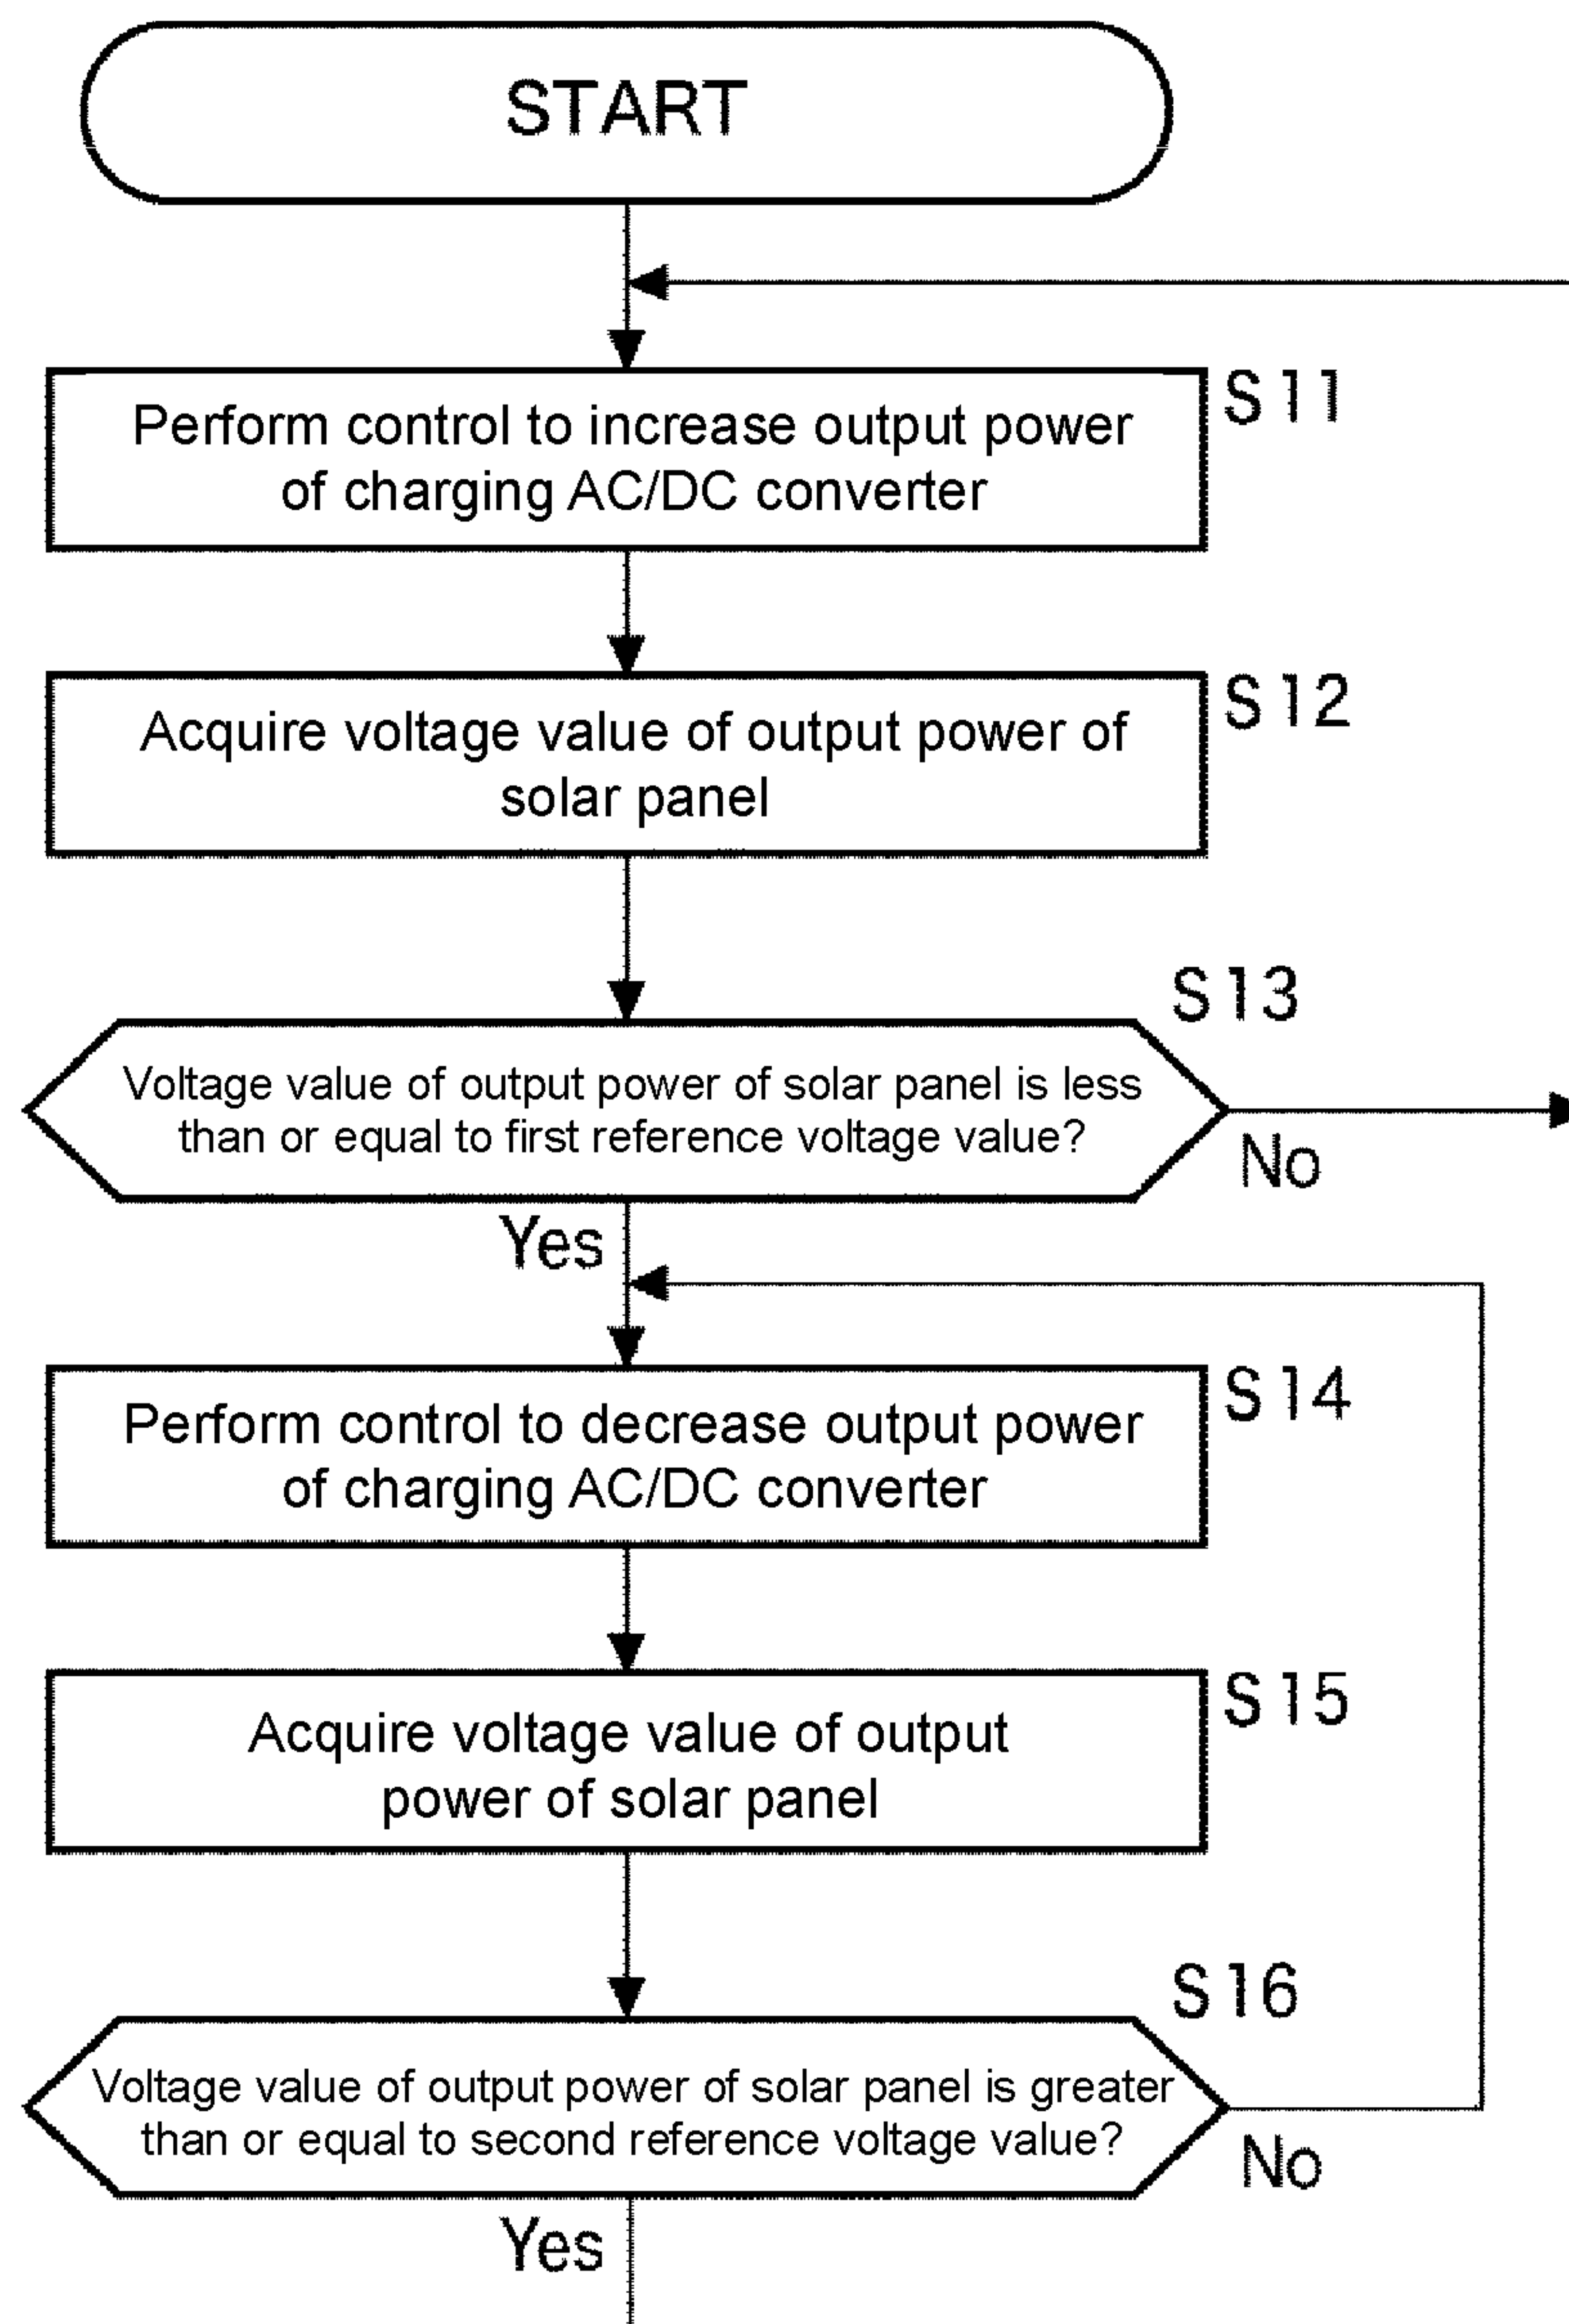 START
S11
Perform control to increase output power
of charging AC/DC converter
S12
Acquire voltage value of output power of
solar panel
S13
Voltage value of output power of solar panel is less
than or equal to first reference voltage value?
No
Yes
S14
Perform control to decrease output power
of charging AC/DC converter
S15
Acquire voltage value of output
power of solar panel
S16
Voltage value of output power of solar panel is greater
than or equal to second reference voltage value?
No
Yes